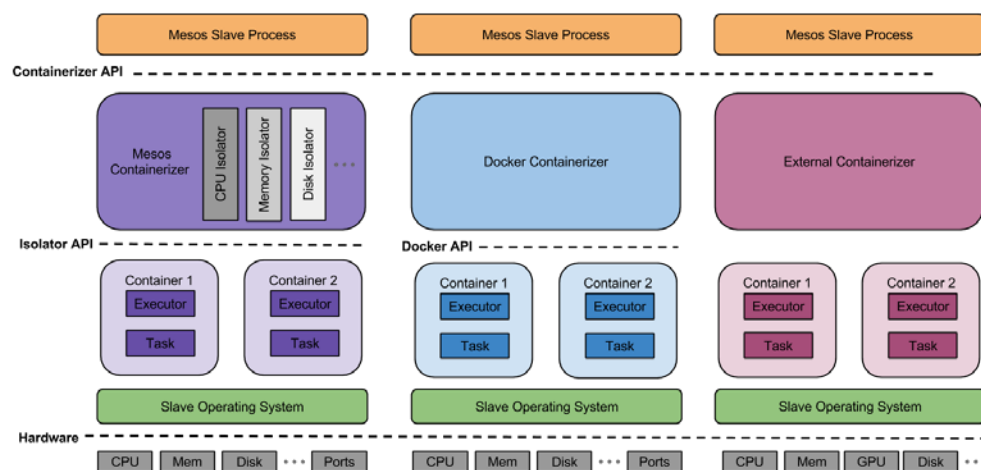 Mesos Slave Process
Mesos Slave Process
Mesos Slave Process
Containerizer API
Mesos
Containerizer
CPU Isolator
Memory Isolator
Disk Isolator
Docker Containerizer
External Containerizer
Isolator API
Docker API
Container 1
Executor
Task
Container 2
Executor
Task
Container 1
Executor
Task
Container 2
Executor
Task
Container 1
Executor
Task
Container 2
Executor
Task
Slave Operating System
Slave Operating System
Slave Operating System
Hardware
CPU
Mem
Disk
Ports
CPU
Mem
Disk
Ports
CPU
Mem
GPU
Disk